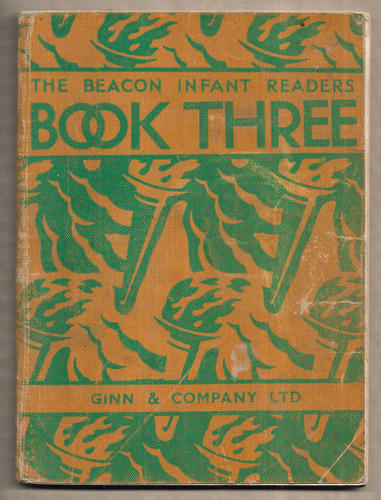 THE BEACON INFANT READERS
BOOK THREE
GINN & COMPANY LTD